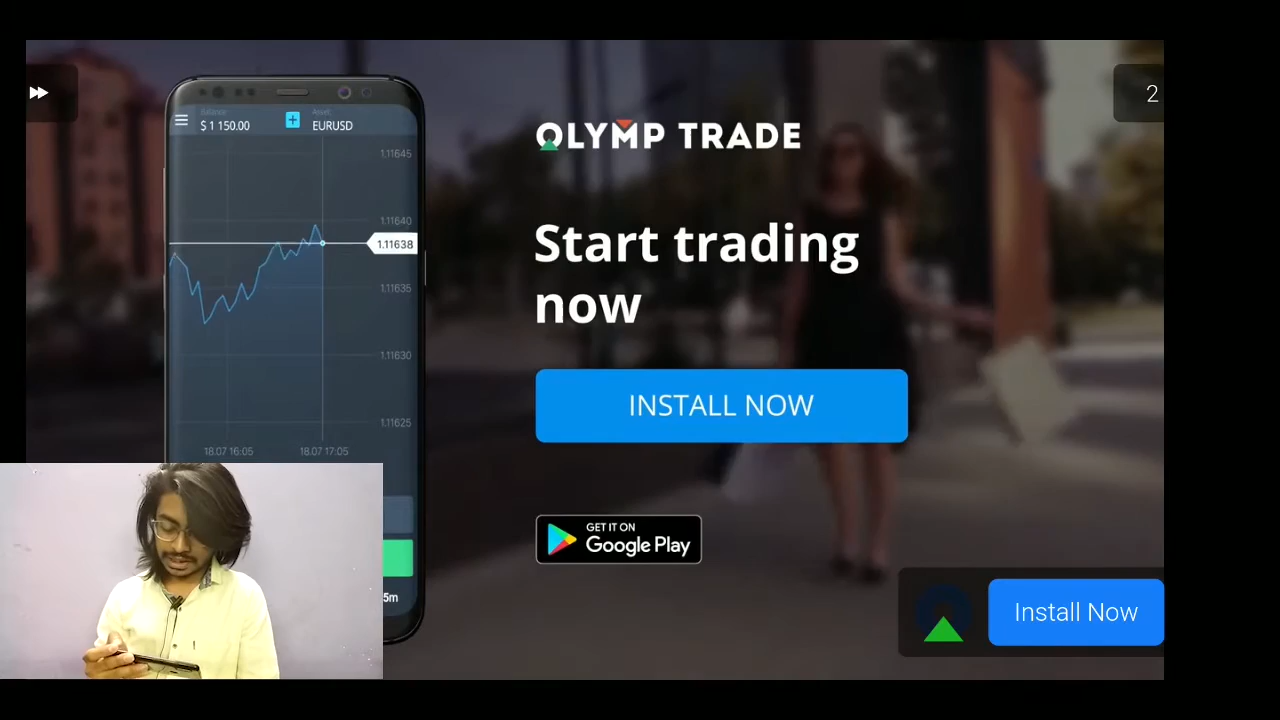 2
Balance
$ 1 150.00
+
Asset
EURUSD
OLYMP TRADE
1.11645
1.11640
1.11638
1.11635
1.11630
1.11625
18.07 16:05
18.07 17:05
Start trading
now
INSTALL NOW
GET IT ON
Google Play
5m
Install Now